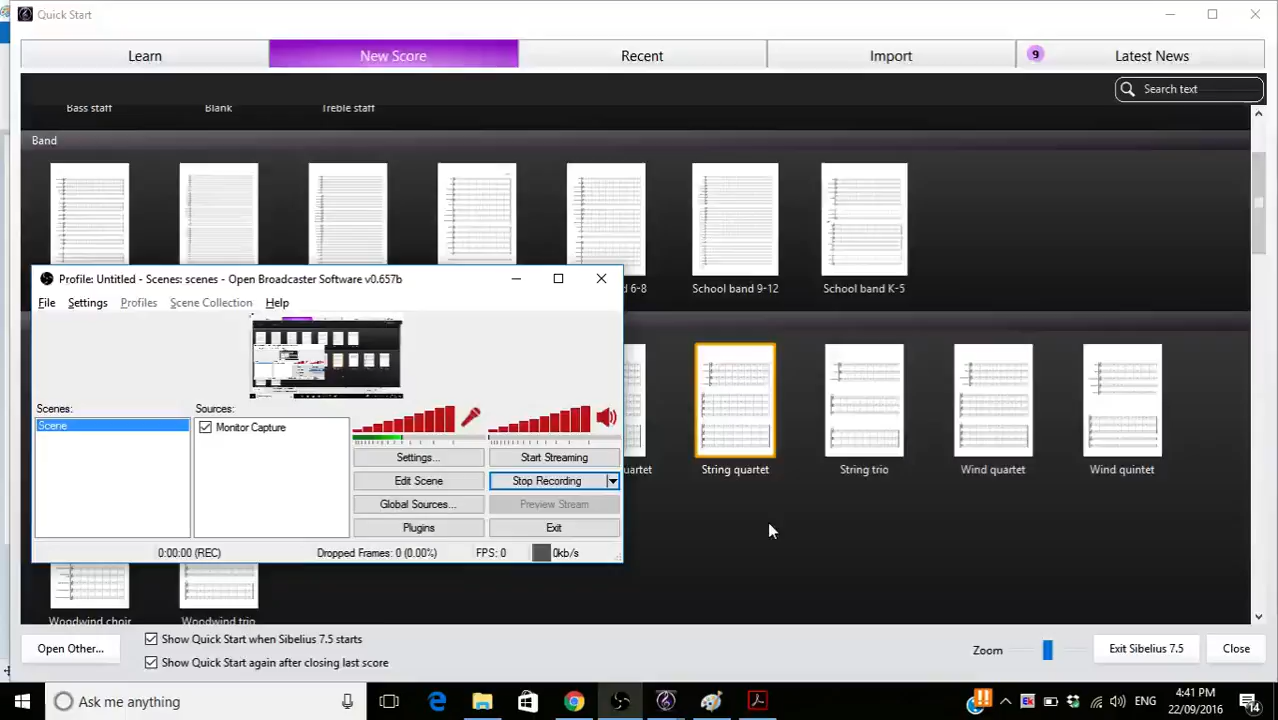 Quick Start
Learn
New Score
Recent
Import
9
Latest News
Search text
Bass staff
Blank
Treble staff
Band
6-8
School band 9-12
School band K-5
Profile: Untitled - Scenes: scenes - Open Broadcaster Software v0.657b
File
Settings
Profiles
Scene Collection
Help
Scenes:
Sources:
Scene
Monitor Capture
Settings...
Start Streaming
Edit Scene
Stop Recording
Global Sources...
Preview Stream
Plugins
Exit
0:00:00 (REC)
Dropped Frames: 0 (0.00%)
FPS: 0
0kb/s
String quartet
String trio
Wind quartet
Wind quintet
Woodwind choir
Woodwind trio
Open Other...
Show Quick Start when Sibelius 7.5 starts
Show Quick Start again after closing last score
Zoom
Exit Sibelius 7.5
Close
Ask me anything
ENG
4:41 PM
22/09/2016
14